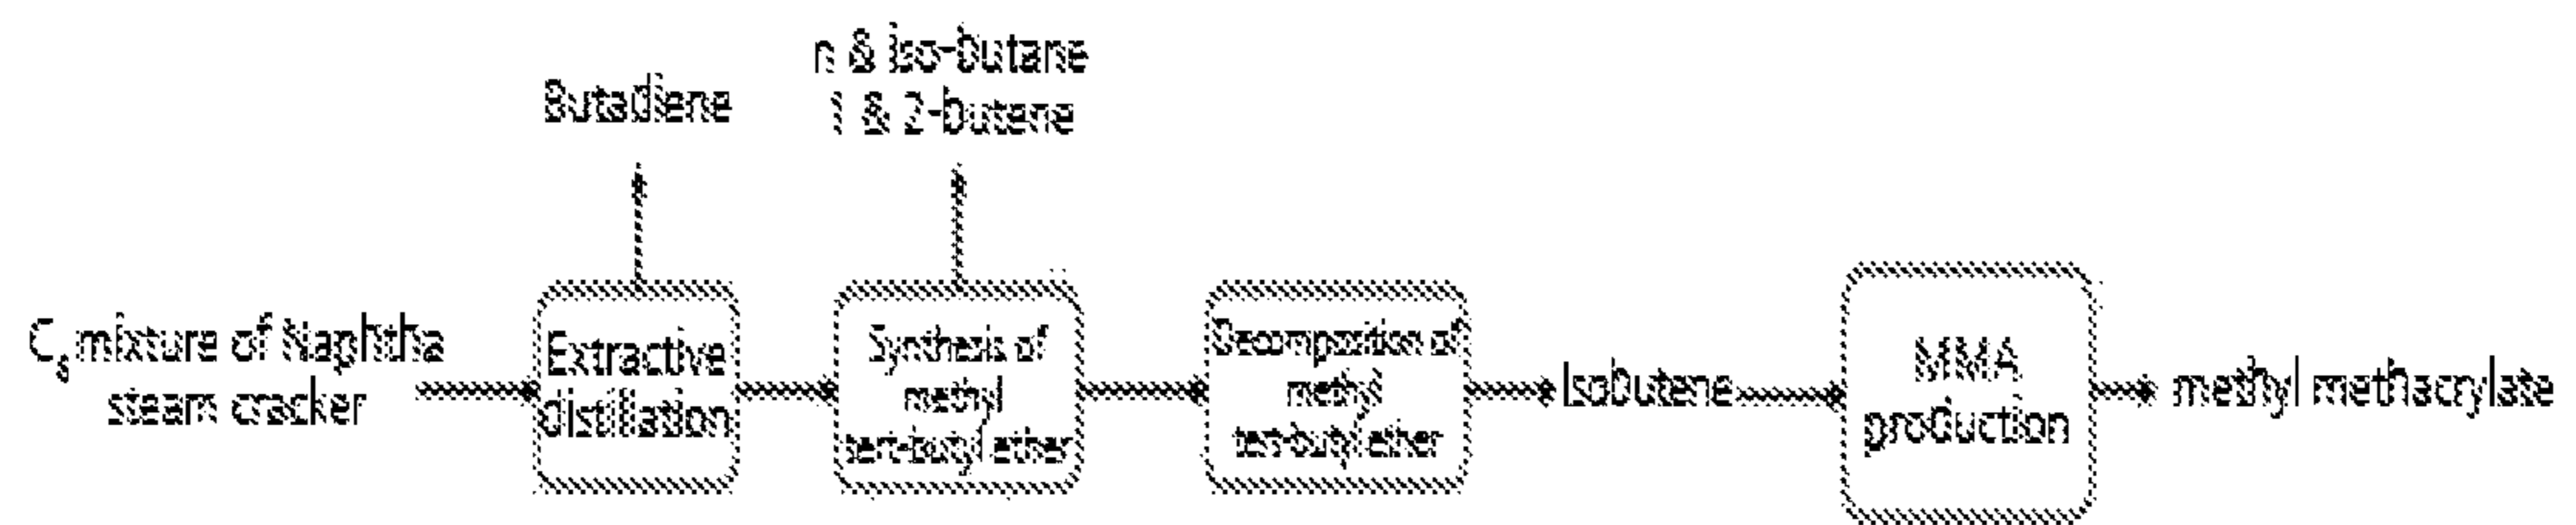 n & iso-butane
Butadiene
1 & 2-butene
C₆ mixture of Naphtha
steam cracker
Extractive
distillation
Synthesis of
methyl
tert-butyl ether
Decomposition of
methyl
tert-butyl ether
Isobutene
MMA
production
methyl methacrylate